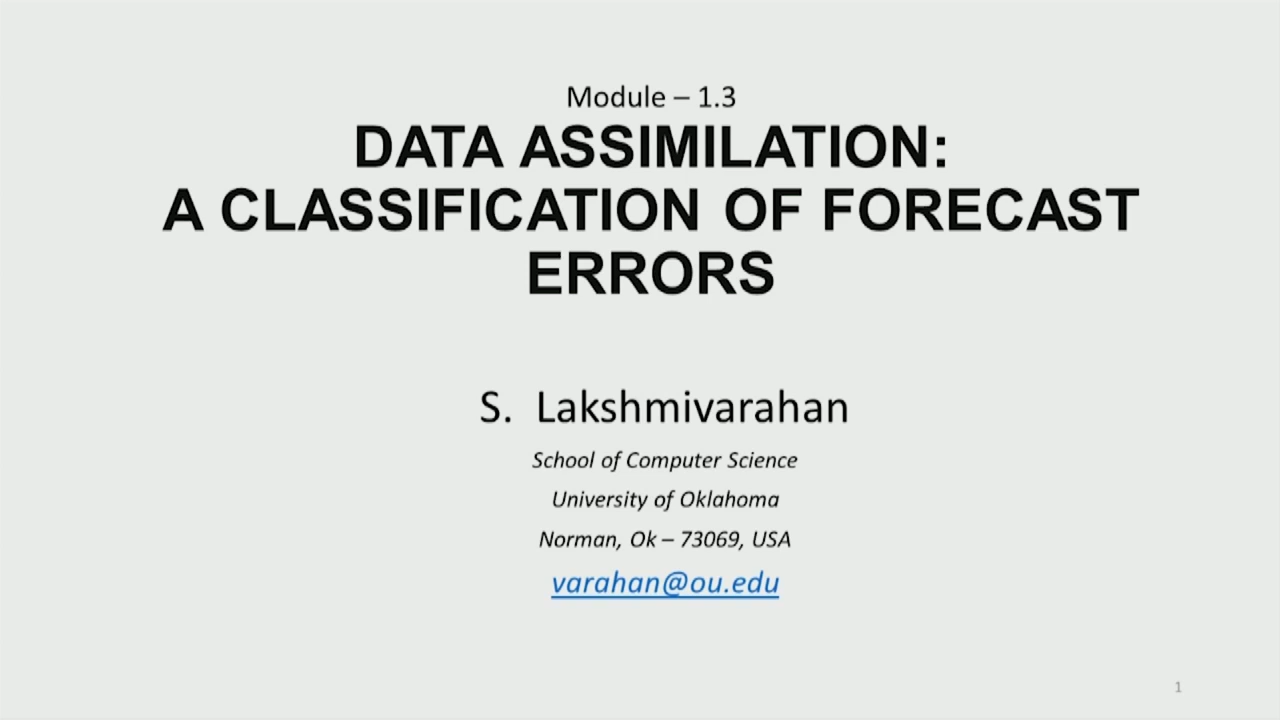 Module – 1.3
DATA ASSIMILATION:
A CLASSIFICATION OF FORECAST
ERRORS
S. Lakshmivarahan
School of Computer Science
University of Oklahoma
Norman, Ok – 73069, USA
varahan@ou.edu
1